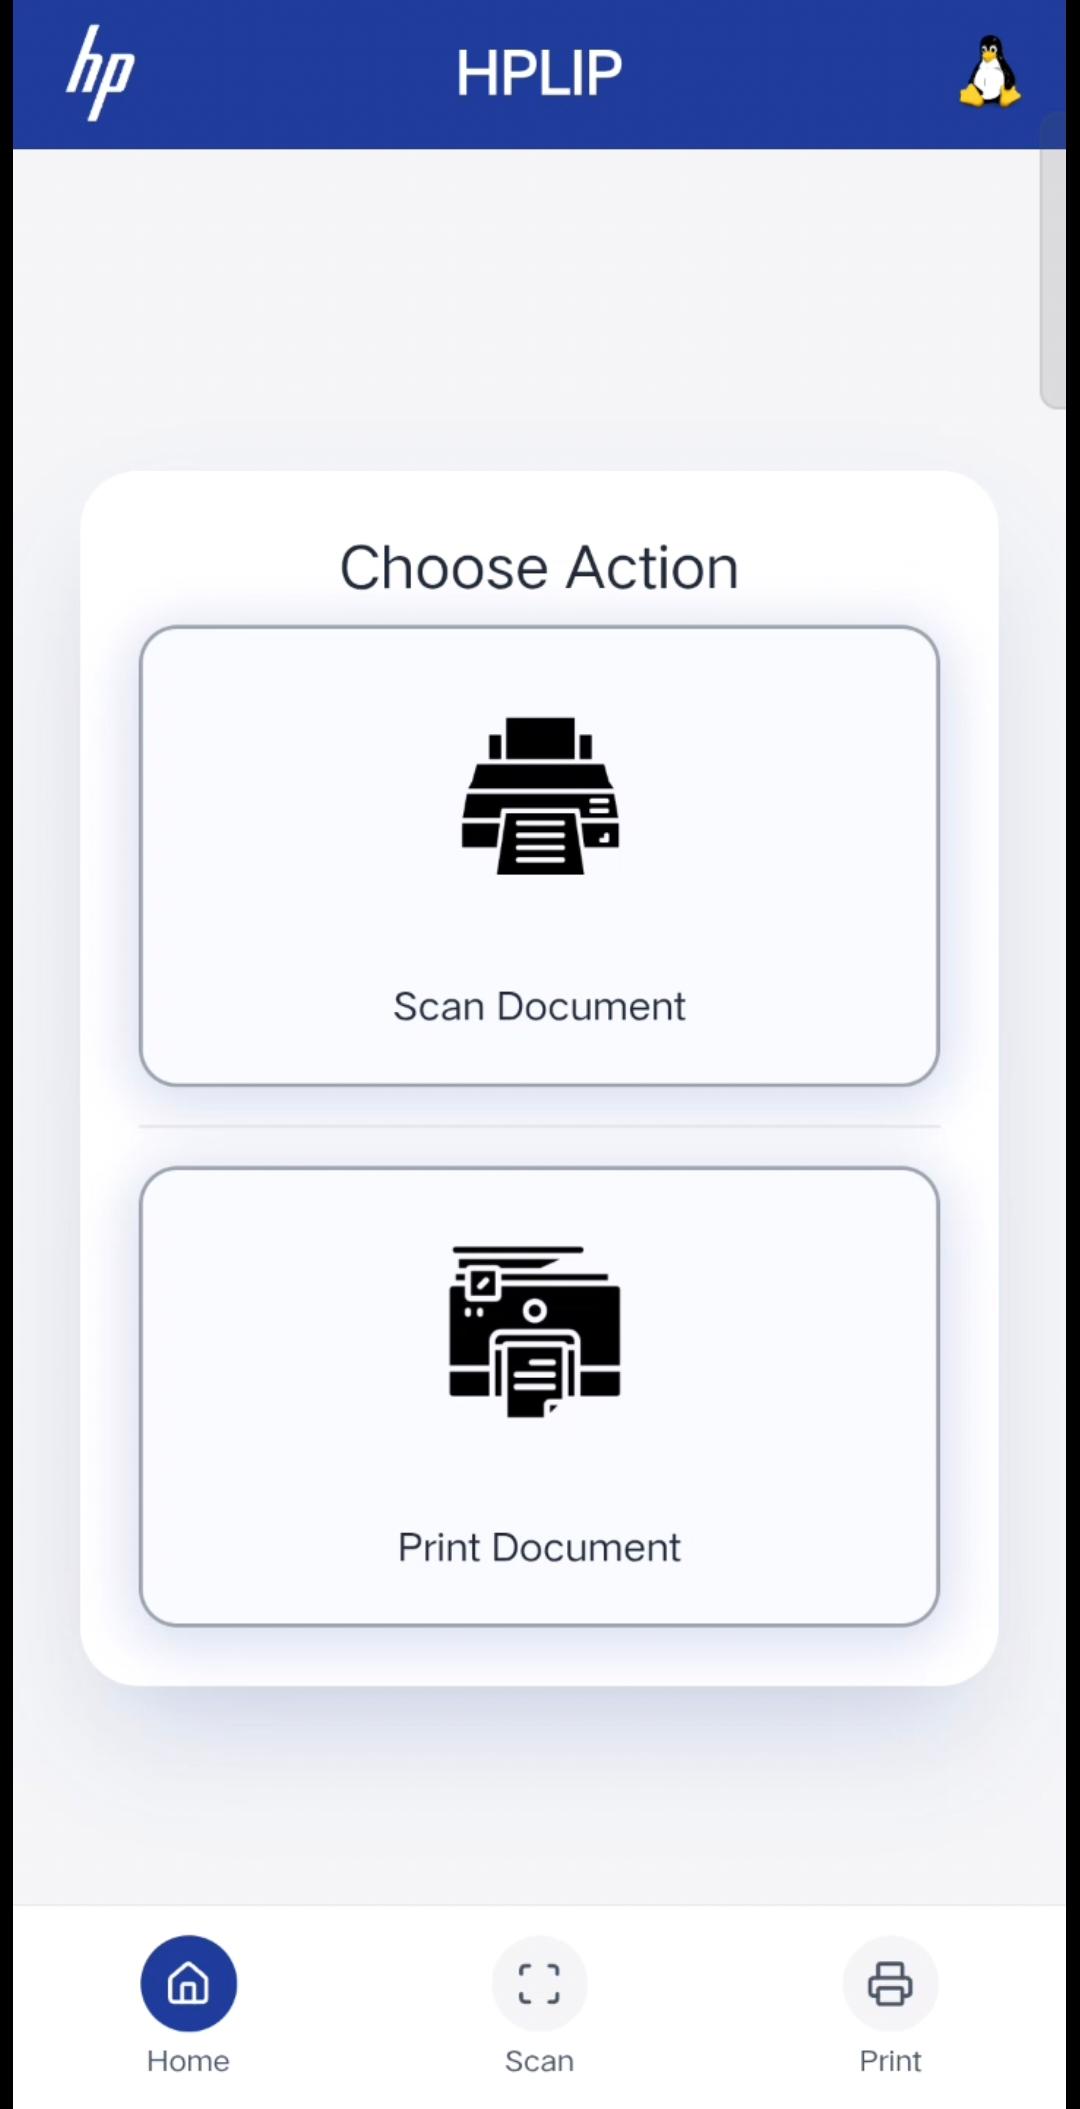 hp
HPLIP
Choose Action
Scan Document
Print Document
Home
Scan
Print